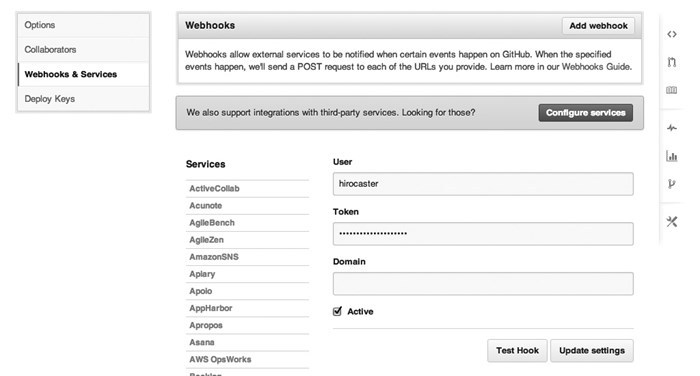 Options
Collaborators
Webhooks & Services
Deploy Keys
Webhooks
Add webhook
Webhooks allow external services to be notified when certain events happen on GitHub. When the specified
events happen, we'll send a POST request to each of the URLs you provide. Learn more in our Webhooks Guide.
We also support integrations with third-party services. Looking for those?
Configure services
Services
ActiveCollab
Acunote
AgileBench
AgileZen
AmazonSNS
Apiary
Apolo
AppHarbor
Apropos
Asana
AWS OpsWorks
User
hirocaster
Token
••••••••••••••••••••
Domain
Active
Test Hook
Update settings